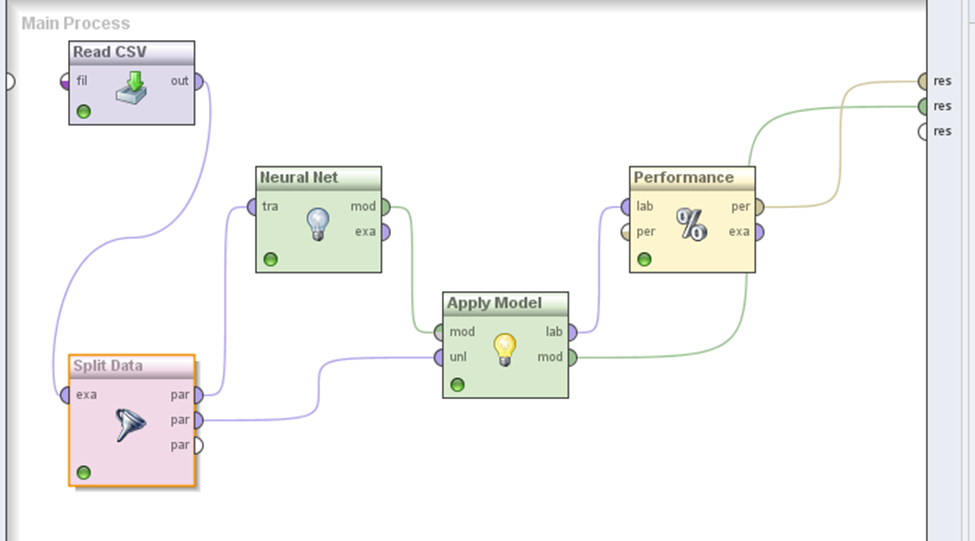 Main Process
Read CSV
fil out
res
res
res
Neural Net
tra mod
exa
Performance
lab per
per exa
Apply Model
mod lab
unl mod
Split Data
exa par
par
par
%